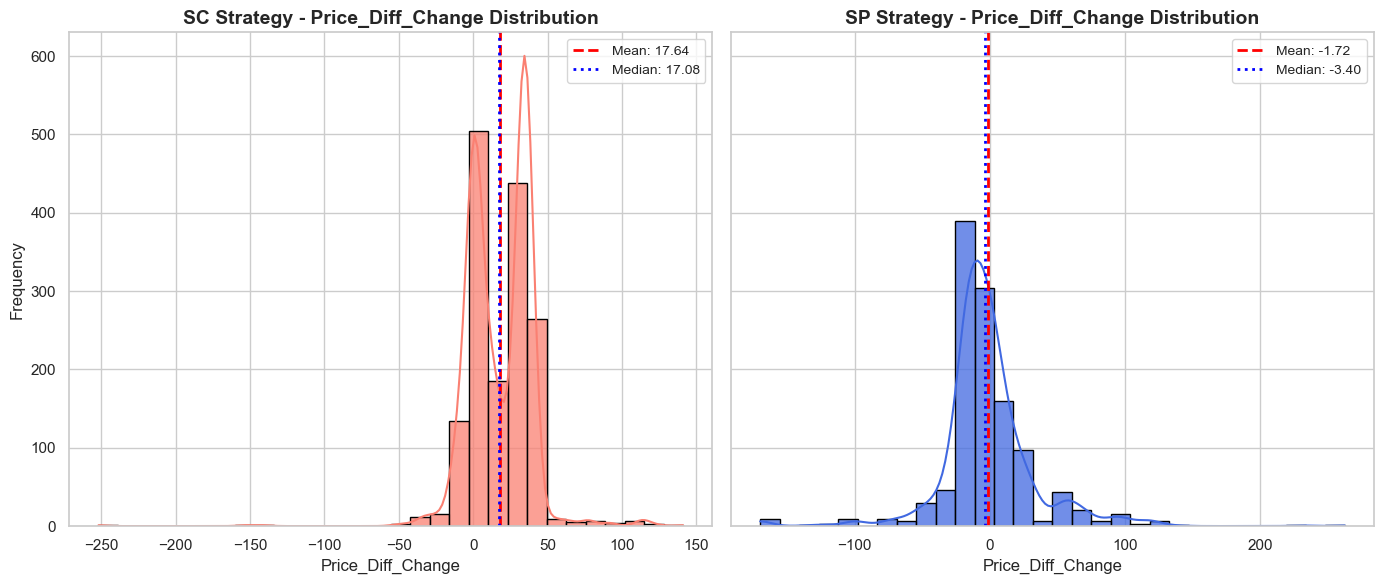 SC Strategy - Price_Diff_Change Distribution
Mean: 17.64
Median: 17.08
Frequency
600
500
400
300
200
100
0
−250
−200
−150
−100
−50
0
50
100
150
Price_Diff_Change
SP Strategy - Price_Diff_Change Distribution
Mean: -1.72
Median: -3.40
−100
0
100
200
Price_Diff_Change